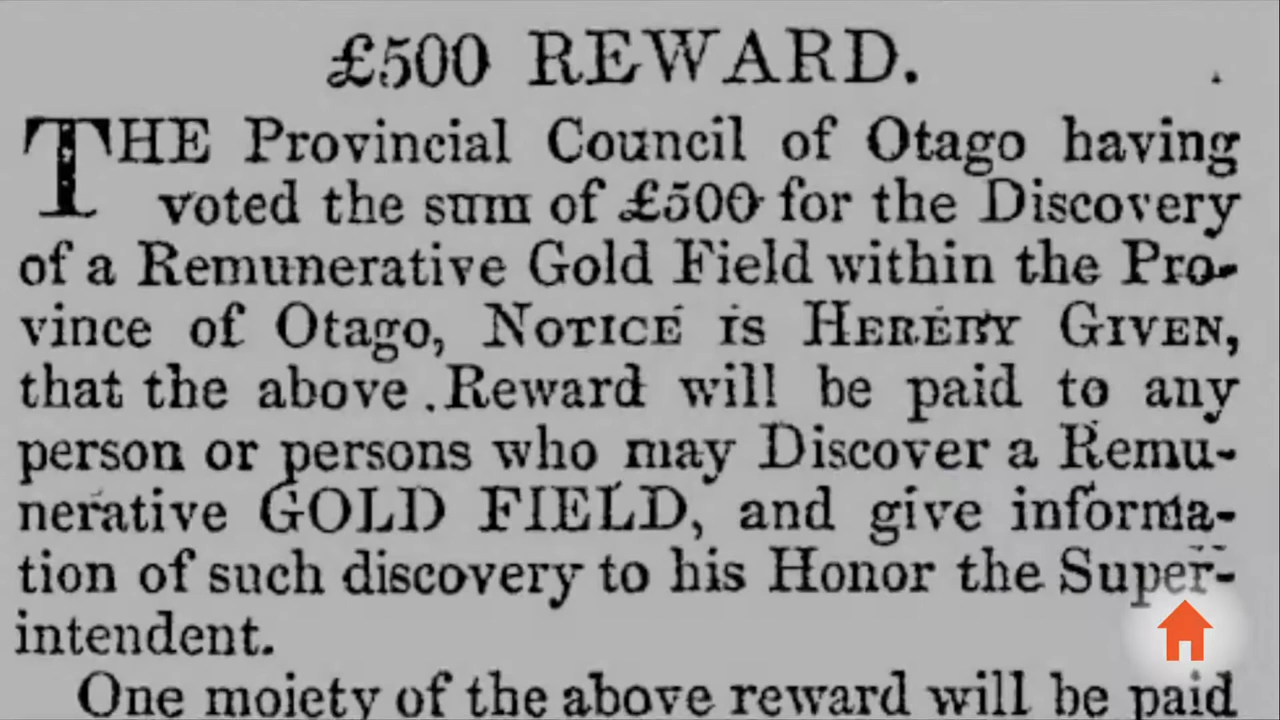 £500 REWARD.
THE Provincial Council of Otago having
voted the sum of £500 for the Discovery
of a Remunerative Gold Field within the Pro-
vince of Otago, NOTICE IS HEREBY GIVEN,
that the above Reward will be paid to any
person or persons who may Discover a Remu-
nerative GOLD FIELD, and give informa-
tion of such discovery to his Honor the Super-
intendent.
One moiety of the above reward will be paid